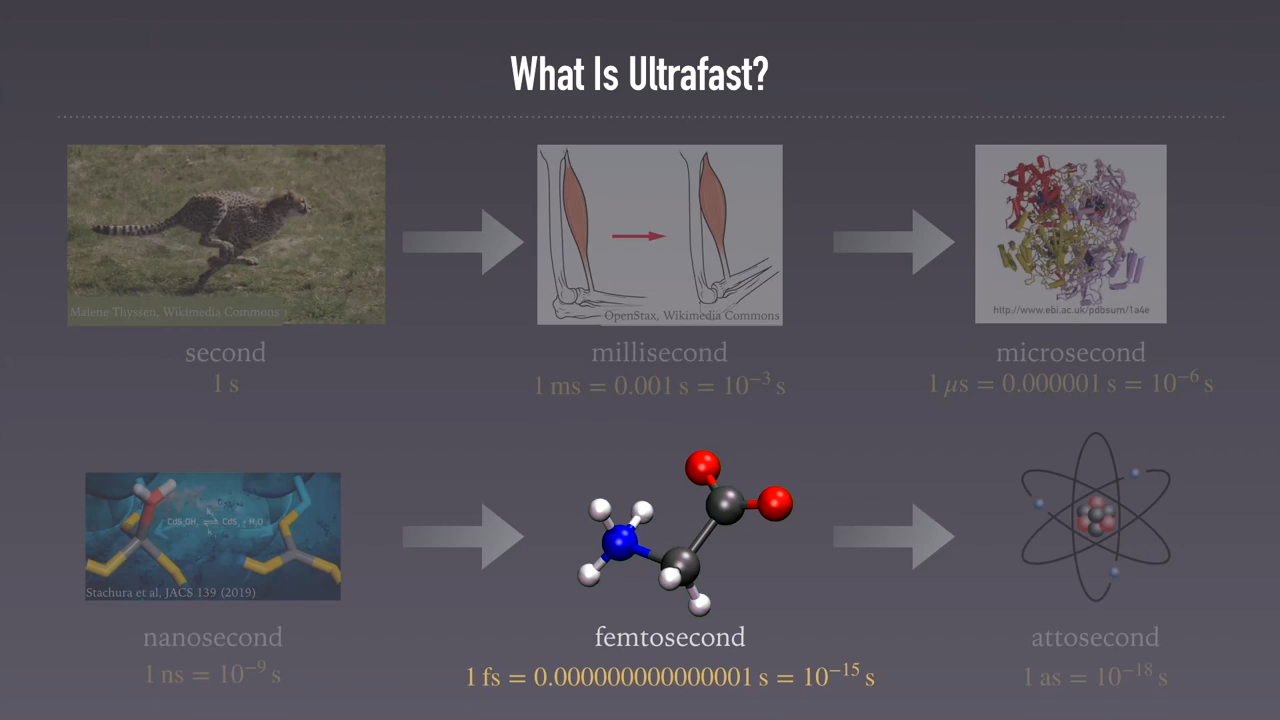 What Is Ultrafast?
Malene Thyssen, Wikimedia Commons
OpenStax, Wikimedia Commons
http://www.ebi.ac.uk/pdbsum/1a4e
second
millisecond
microsecond
1 s
1 ms = 0.001 s = 10⁻³ s
1 μs = 0.000001 s = 10⁻⁶ s
Stachura et al, JACS 139 (2019)
nanosecond
femtosecond
attosecond
1 ns = 10⁻⁹ s
1 fs = 0.000000000000001 s = 10⁻¹⁵ s
1 as = 10⁻¹⁸ s